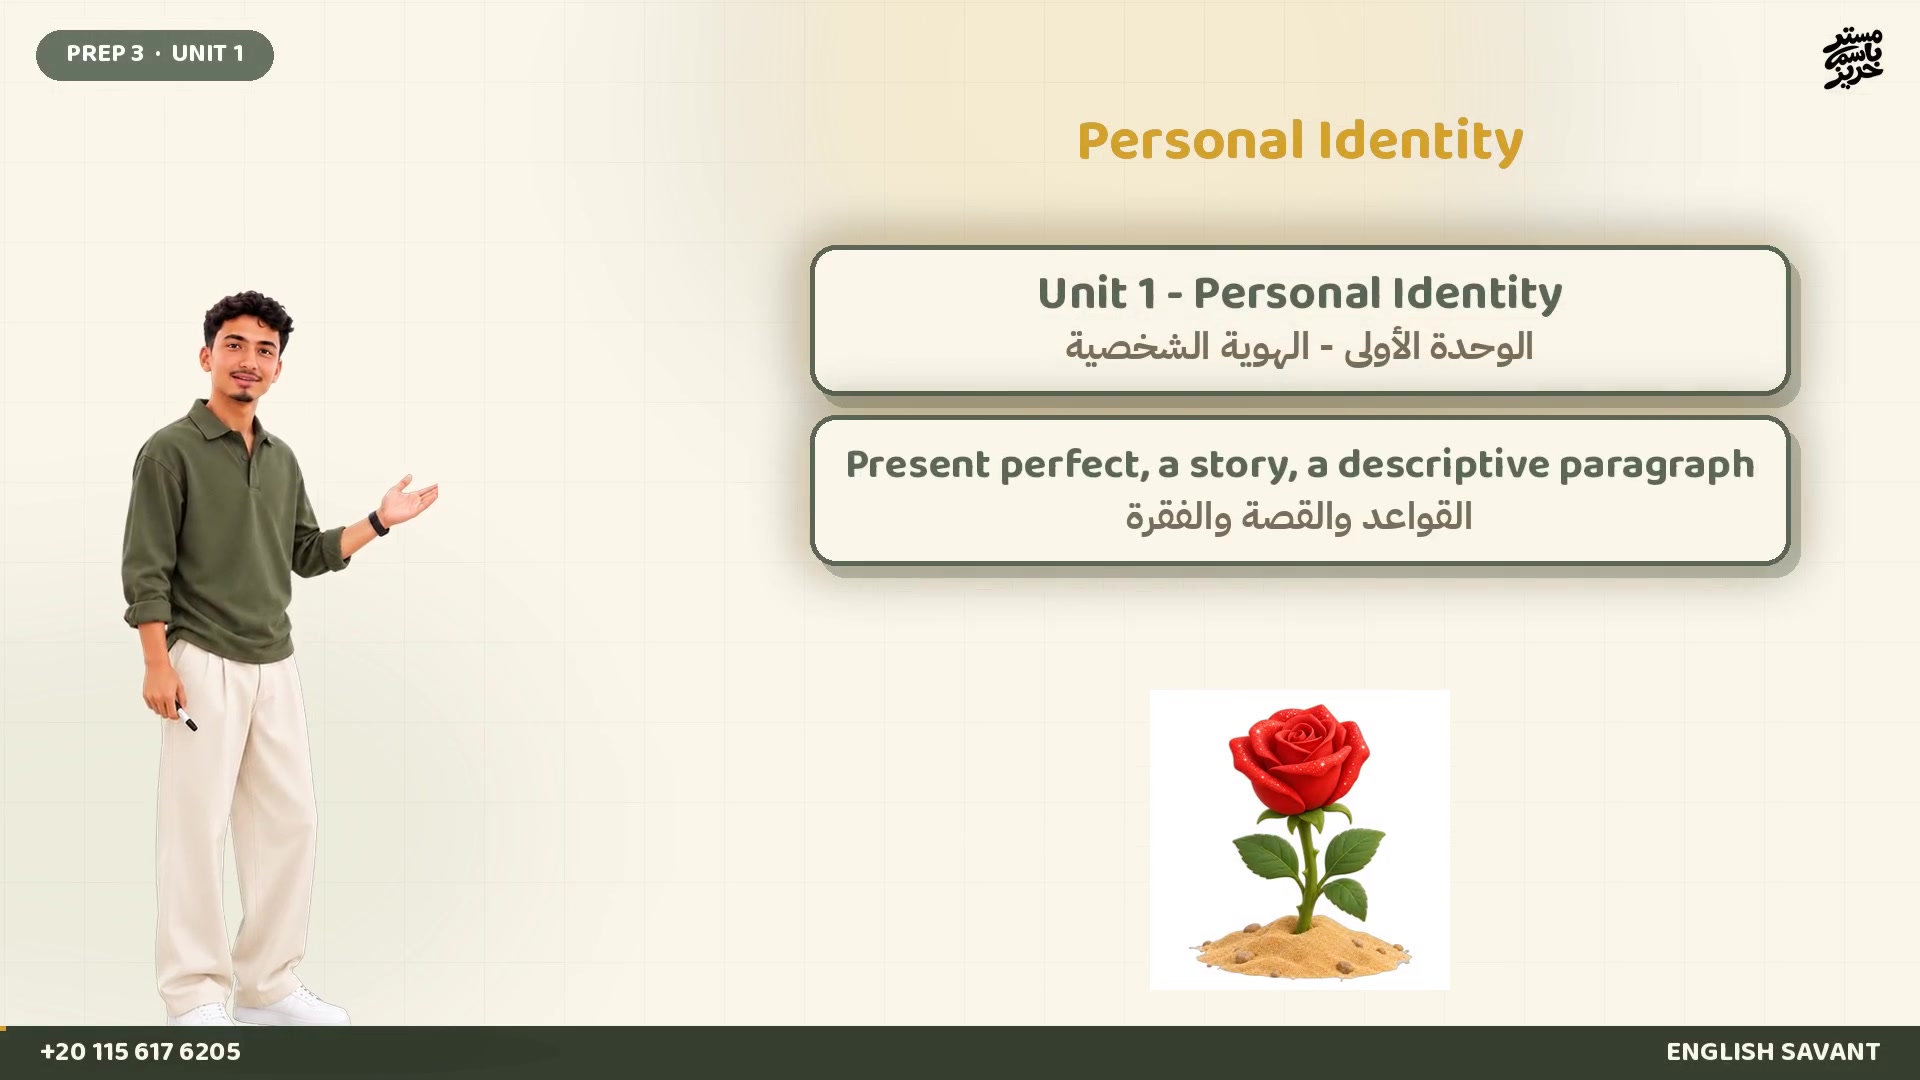 PREP 3 · UNIT 1
مستر
باسم
خريز
Personal Identity
Unit 1 - Personal Identity
الوحدة الأولى - الهوية الشخصية
Present perfect, a story, a descriptive paragraph
القواعد والقصة والفقرة
+20 115 617 6205
ENGLISH SAVANT